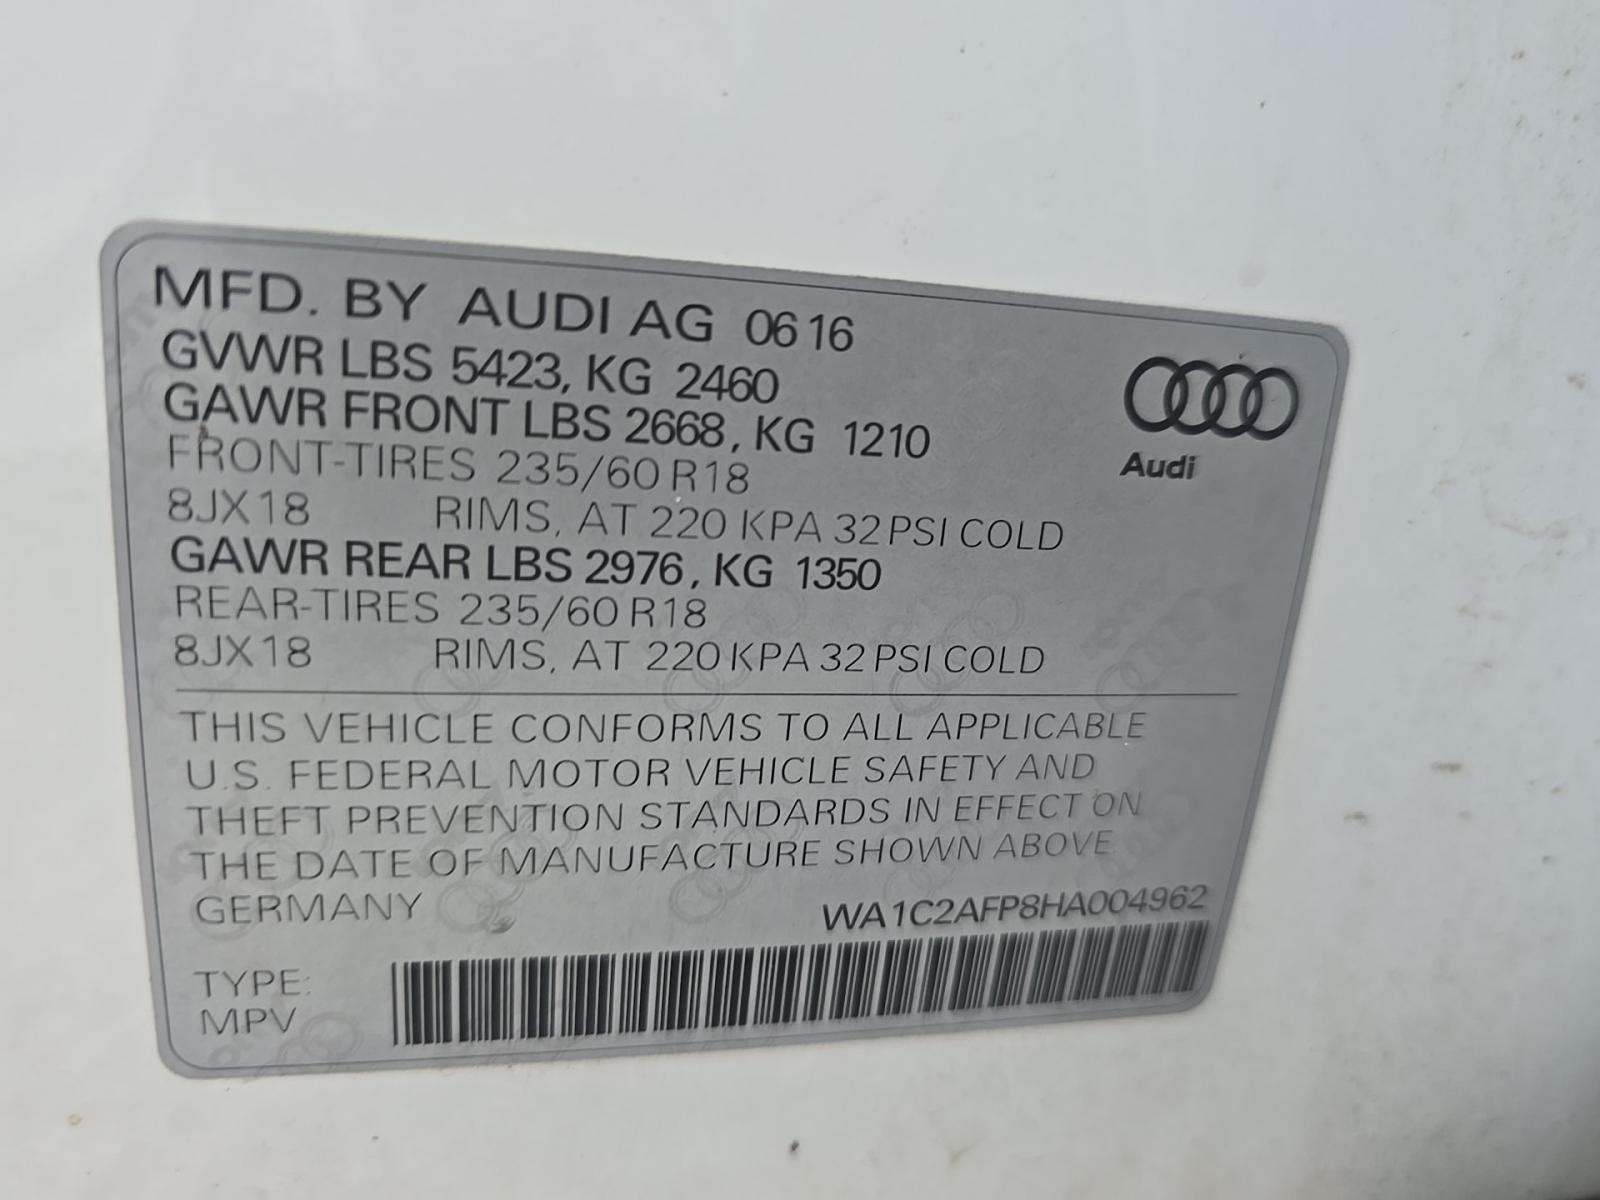 MFD. BY AUDI AG 06 16
GVWR LBS 5423, KG 2460
GAWR FRONT LBS 2668, KG 1210
FRONT-TIRES 235/60 R18
8JX18 RIMS, AT 220 KPA 32 PSI COLD
GAWR REAR LBS 2976, KG 1350
REAR-TIRES 235/60 R18
8JX18 RIMS, AT 220 KPA 32 PSI COLD
Audi
THIS VEHICLE CONFORMS TO ALL APPLICABLE
U.S. FEDERAL MOTOR VEHICLE SAFETY AND
THEFT PREVENTION STANDARDS IN EFFECT ON
THE DATE OF MANUFACTURE SHOWN ABOVE
GERMANY WA1C2AFP8HA004962
TYPE:
MPV